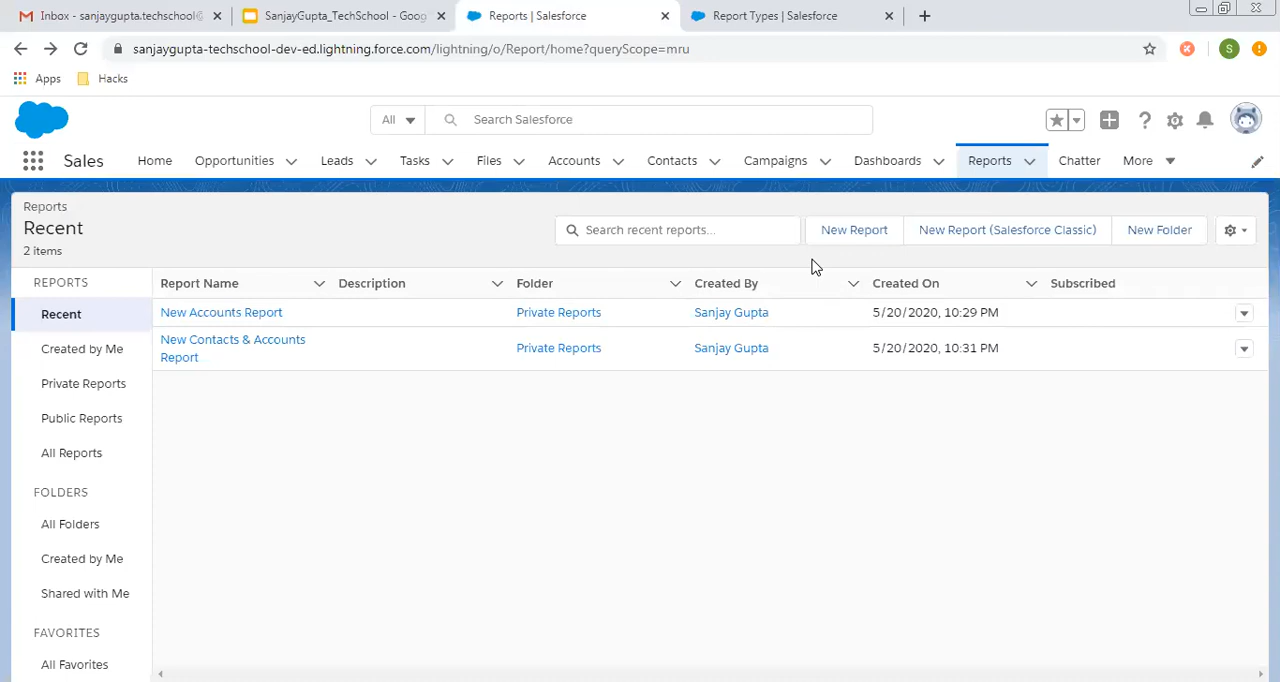 Inbox - sanjaygupta.techschool@
SanjayGupta_TechSchool - Goog
Reports | Salesforce
Report Types | Salesforce
sanjaygupta-techschool-dev-ed.lightning.force.com/lightning/o/Report/home?queryScope=mru
S
Apps
Hacks
All
Search Salesforce
Sales
Home
Opportunities
Leads
Tasks
Files
Accounts
Contacts
Campaigns
Dashboards
Reports
Chatter
More
Reports
Recent
2 items
Search recent reports...
New Report
New Report (Salesforce Classic)
New Folder
REPORTS
Recent
Created by Me
Private Reports
Public Reports
All Reports
FOLDERS
All Folders
Created by Me
Shared with Me
FAVORITES
All Favorites
Report Name
Description
Folder
Created By
Created On
Subscribed
New Accounts Report
Private Reports
Sanjay Gupta
5/20/2020, 10:29 PM
New Contacts & Accounts
Report
Private Reports
Sanjay Gupta
5/20/2020, 10:31 PM